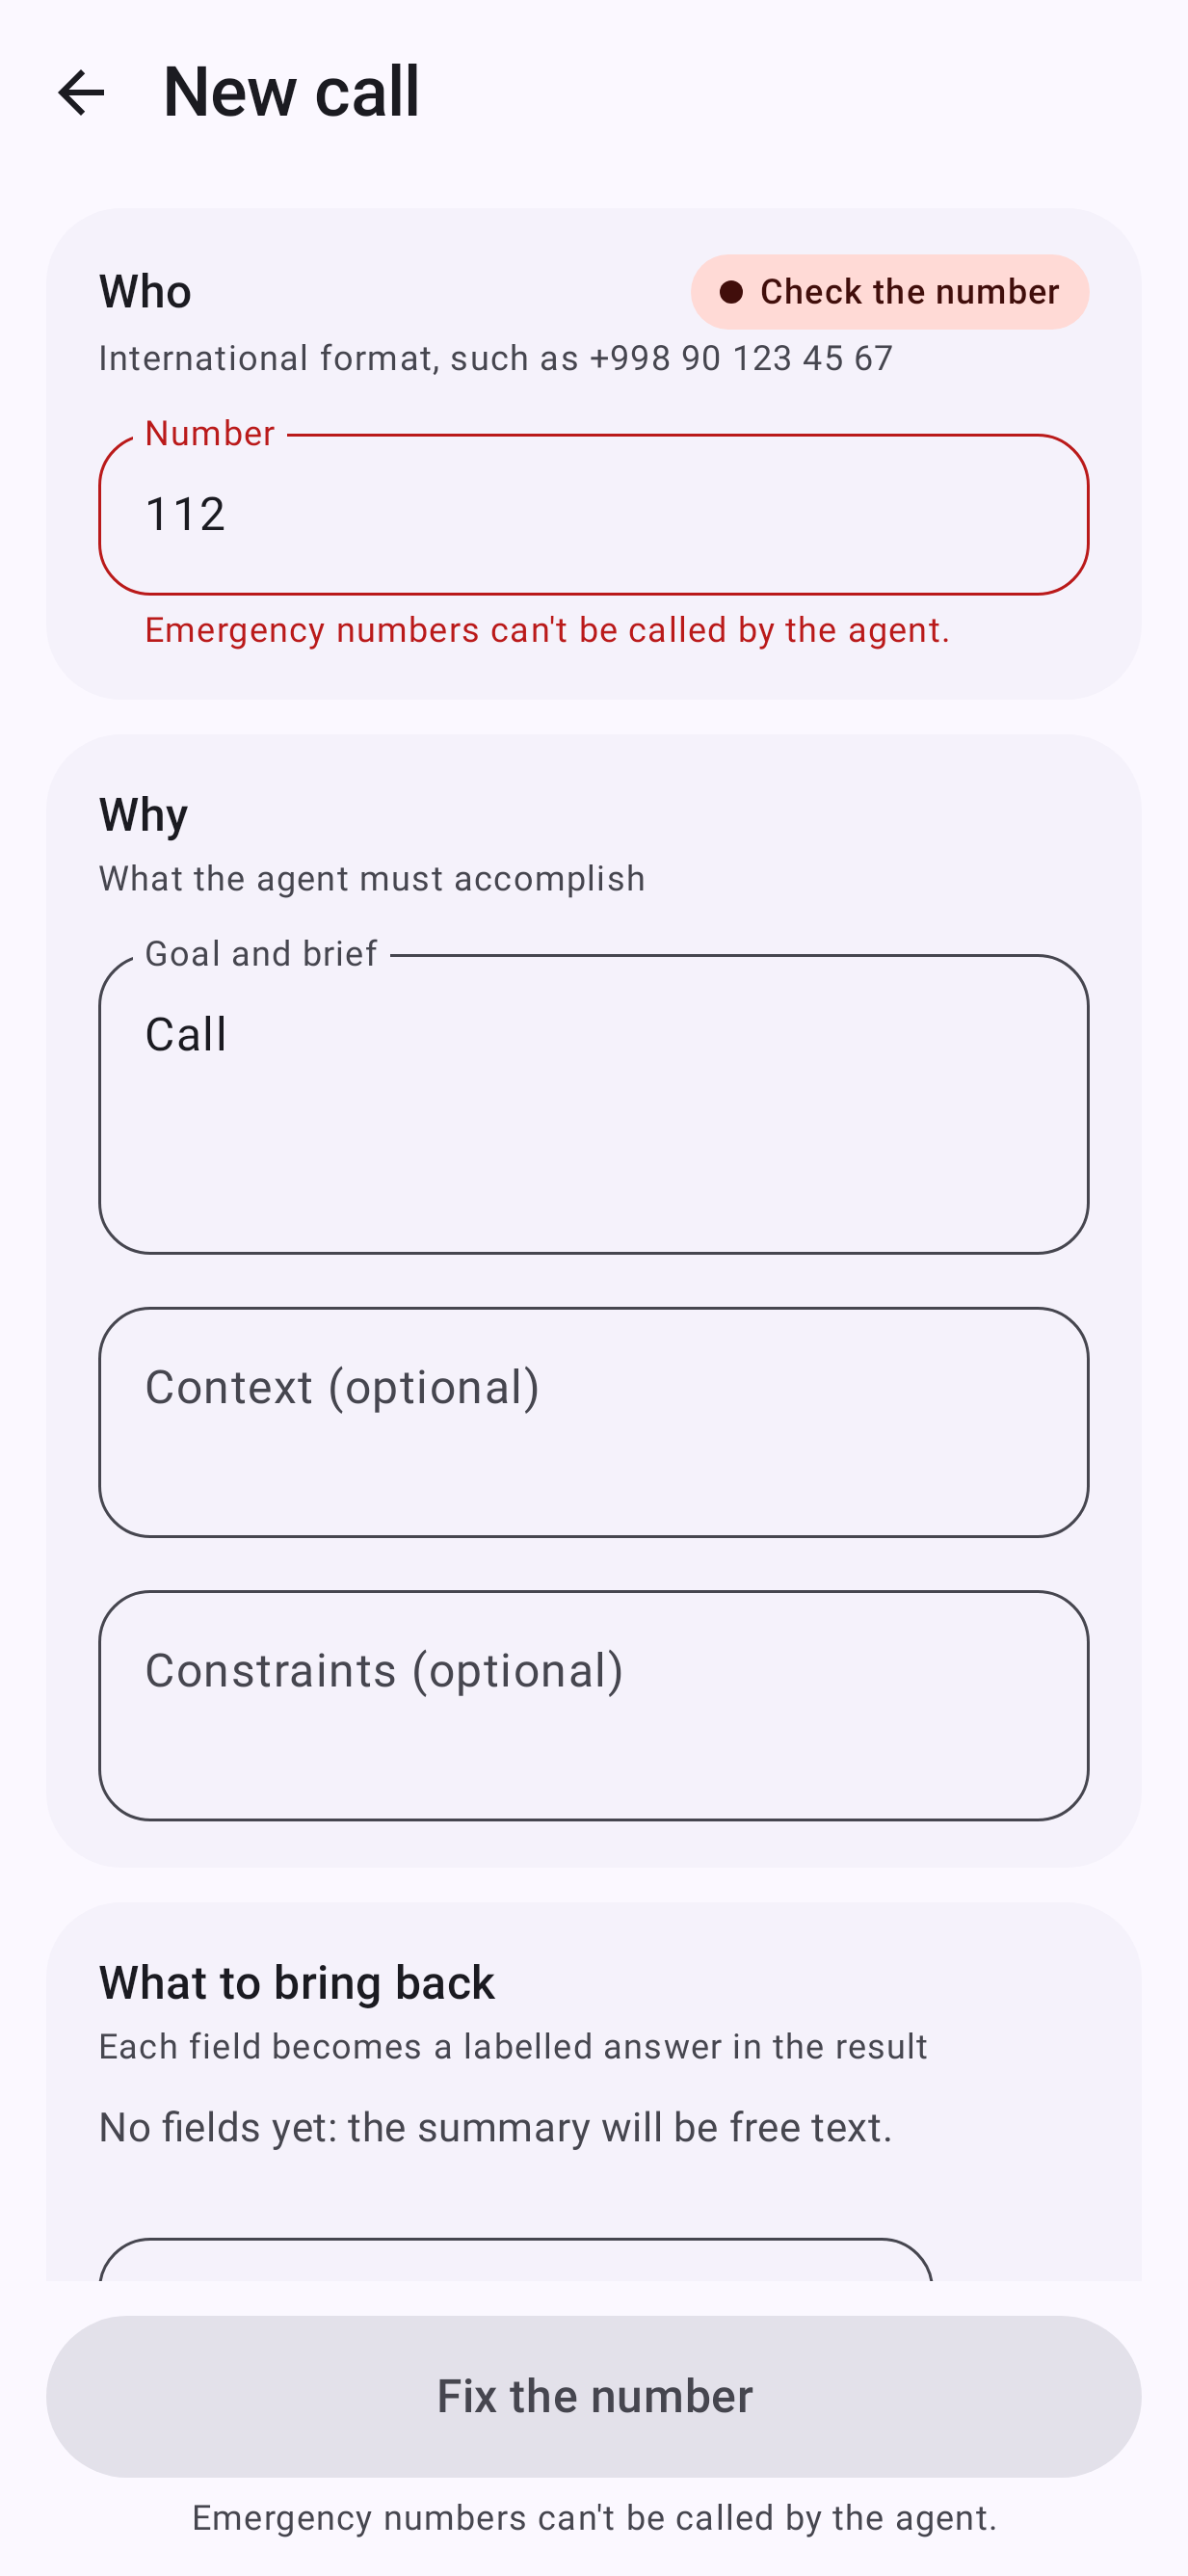 New call
Who
Check the number
International format, such as +998 90 123 45 67
Number
112
Emergency numbers can't be called by the agent.
Why
What the agent must accomplish
Goal and brief
Call
Context (optional)
Constraints (optional)
What to bring back
Each field becomes a labelled answer in the result
No fields yet: the summary will be free text.
Fix the number
Emergency numbers can't be called by the agent.